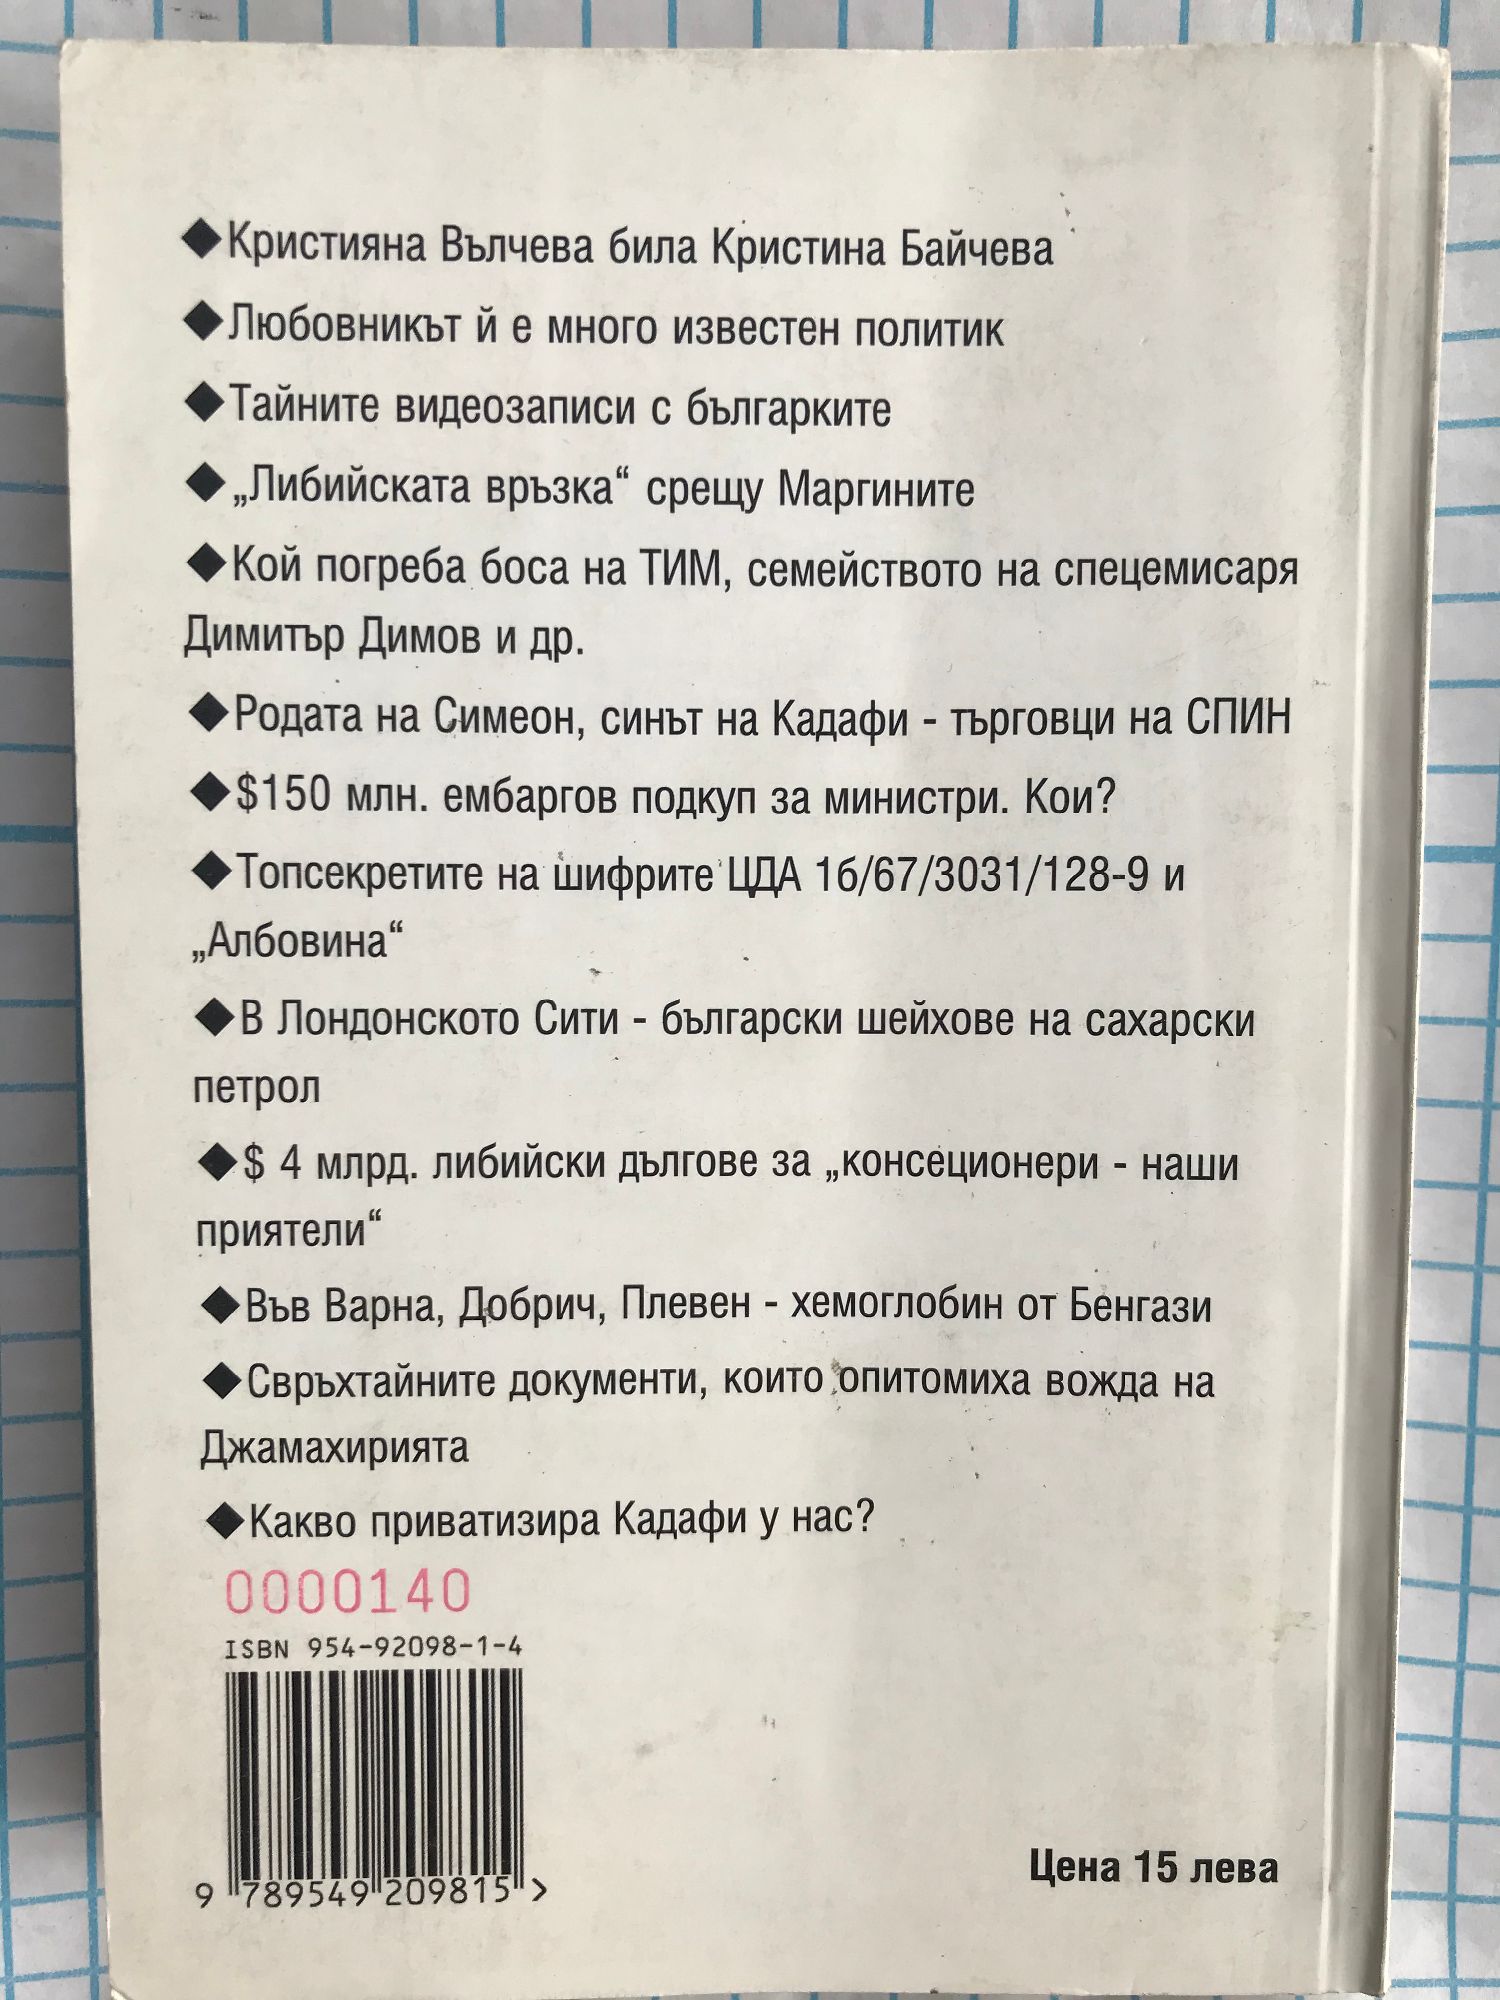 ◆Кристияна Вълчева била Кристина Байчева
◆Любовникът й е много известен политик
◆Тайните видеозаписи с българките
◆„Либийската връзка“ срещу Маргините
◆Кой погреба боса на ТИМ, семейството на спецемисаря
Димитър Димов и др.
◆Родата на Симеон, синът на Кадафи - търговци на СПИН
◆$150 млн. ембаргов подкуп за министри. Кои?
◆Топсекретите на шифрите ЦДА 1б/67/3031/128-9 и
„Албовина“
◆В Лондонското Сити - български шейхове на сахарски
петрол
◆$ 4 млрд. либийски дългове за „консеционери - наши
приятели“
◆Във Варна, Добрич, Плевен - хемоглобин от Бенгази
◆Свръхтайните документи, които опитомиха вожда на
Джамахирията
◆Какво приватизира Кадафи у нас?
0000140
ISBN 954-92098-1-4
9 789549 209815 >
Цена 15 лева